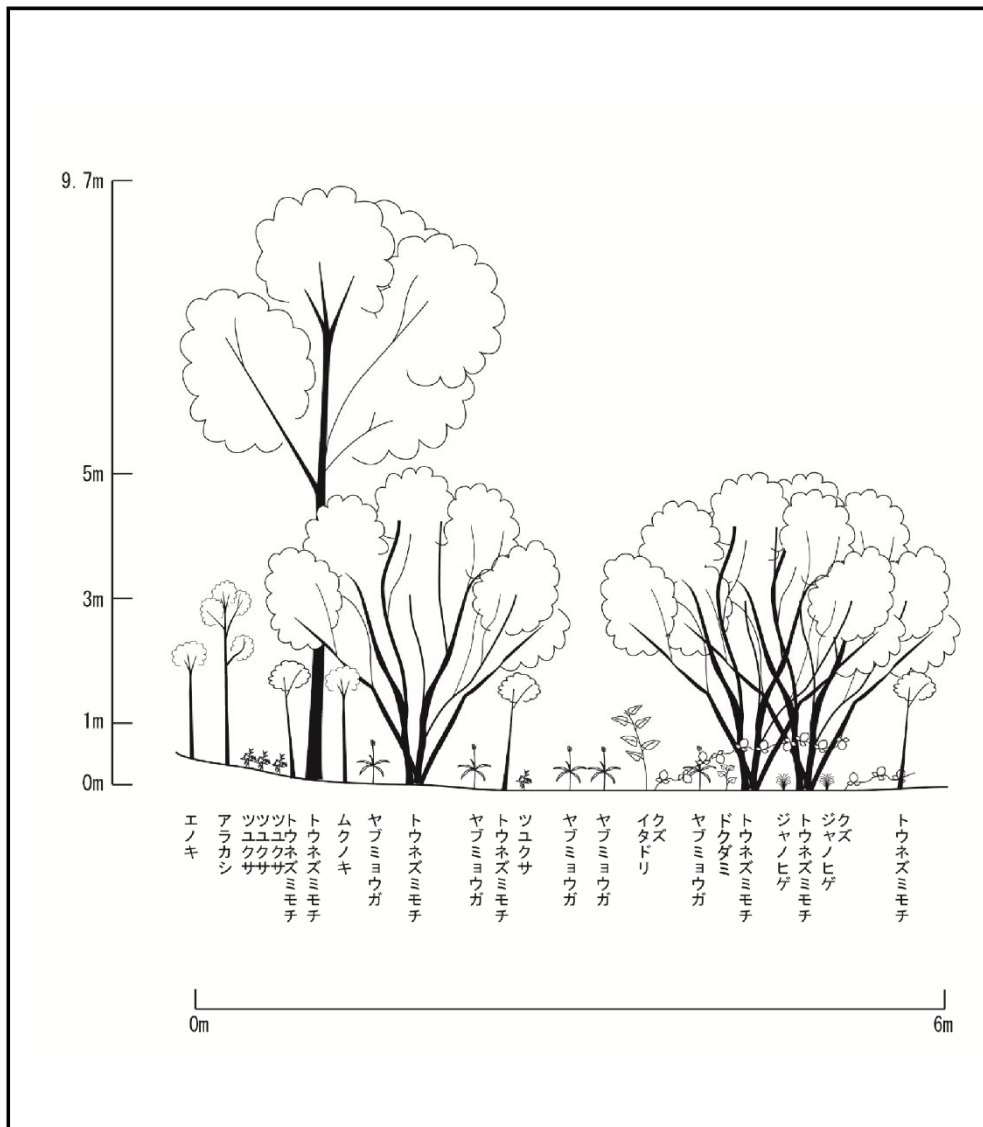 9.7m
5m
3m
1m
0m
エノキ
アラカシ
ツユクサ
ツユクサ
ツユクサ
トウネズミモチ
トウネズミモチ
ムクノキ
ヤブミョウガ
トウネズミモチ
ヤブミョウガ
トウネズミモチ
ツユクサ
ヤブミョウガ
ヤブミョウガ
イタドリ
クズ
ヤブミョウガ
ドクダミ
トウネズミモチ
ジャノヒゲ
トウネズミモチ
ジャノヒゲ
クズ
トウネズミモチ
0m
6m